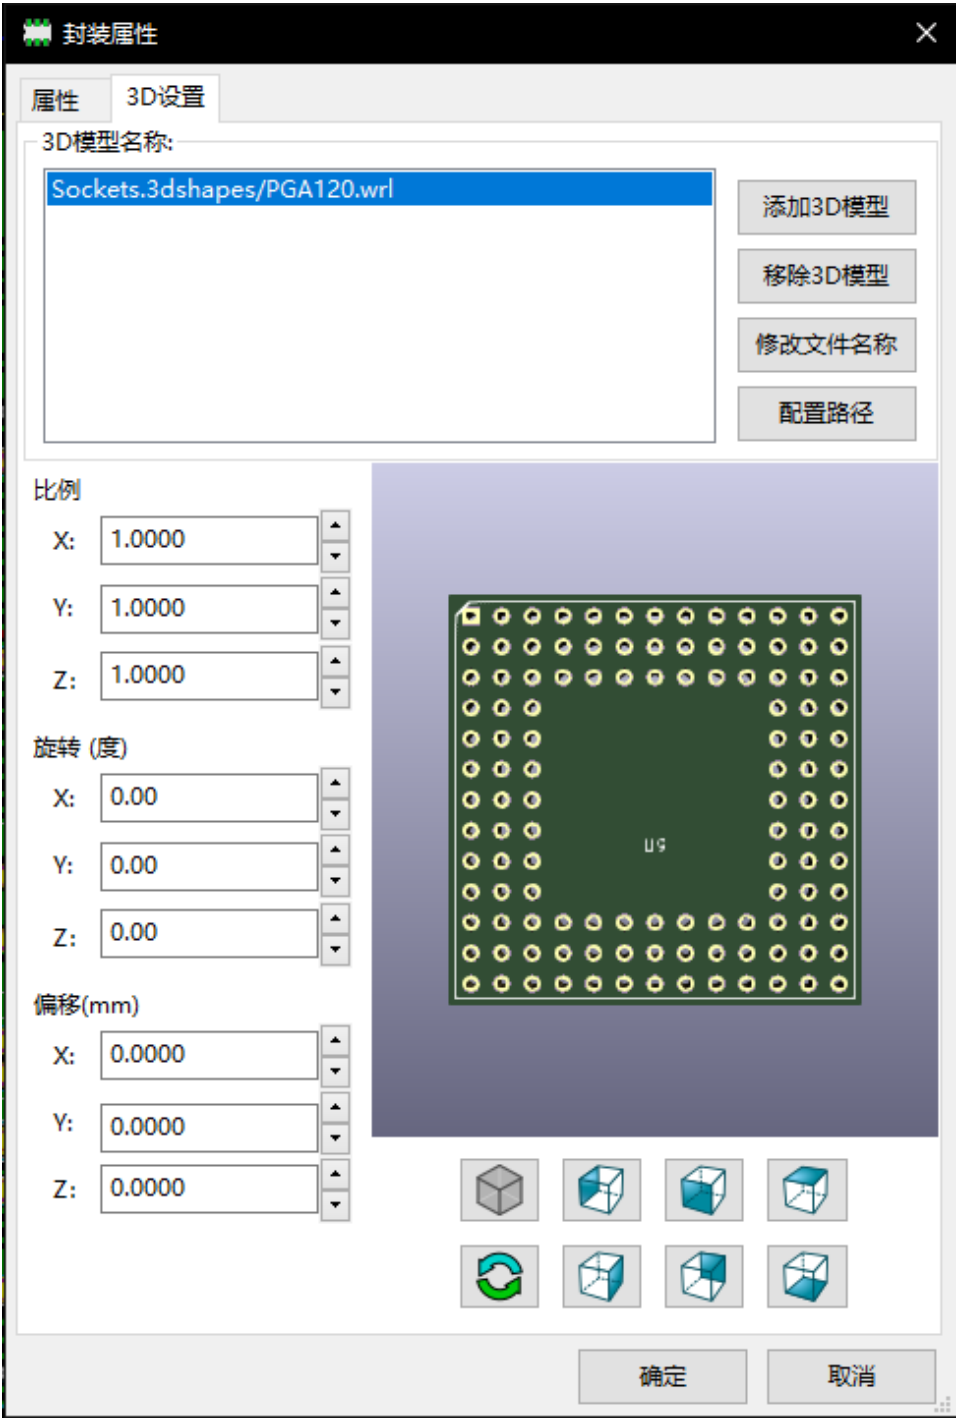 封装属性
属性
3D设置
3D模型名称:
Sockets.3dshapes/PGA120.wrl
添加3D模型
移除3D模型
修改文件名称
配置路径
比例
X: 1.0000
Y: 1.0000
Z: 1.0000
旋转 (度)
X: 0.00
Y: 0.00
Z: 0.00
偏移(mm)
X: 0.0000
Y: 0.0000
Z: 0.0000
U9
确定
取消